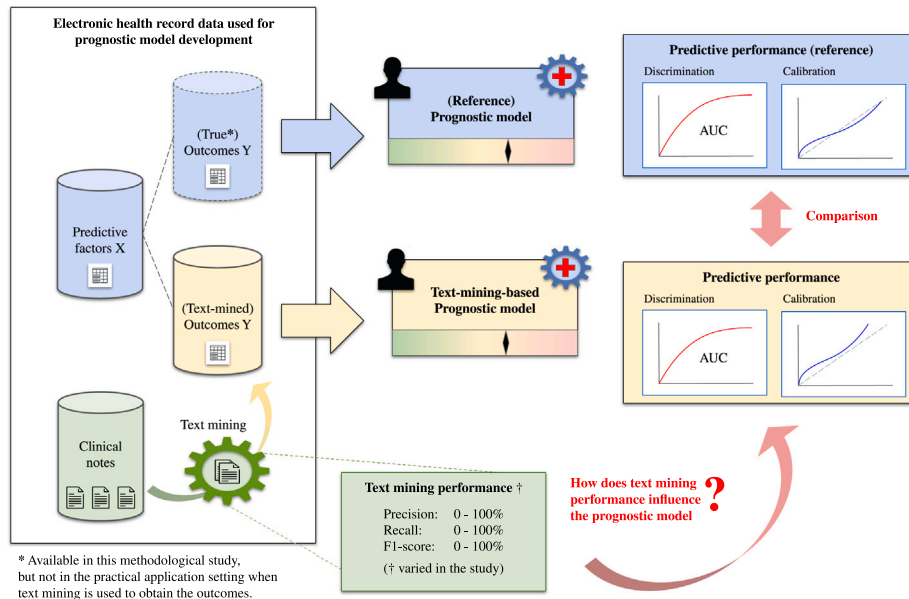 Electronic health record data used for
prognostic model development
(True*)
Outcomes Y
Predictive
factors X
(Text-mined)
Outcomes Y
Clinical
notes
Text mining
(Reference)
Prognostic model
Text-mining-based
Prognostic model
Predictive performance (reference)
Discrimination
Calibration
AUC
Comparison
Predictive performance
Discrimination
Calibration
AUC
Text mining performance †
Precision: 0 - 100%
Recall: 0 - 100%
F1-score: 0 - 100%
(† varied in the study)
How does text mining
performance influence
the prognostic model
?
* Available in this methodological study,
but not in the practical application setting when
text mining is used to obtain the outcomes.